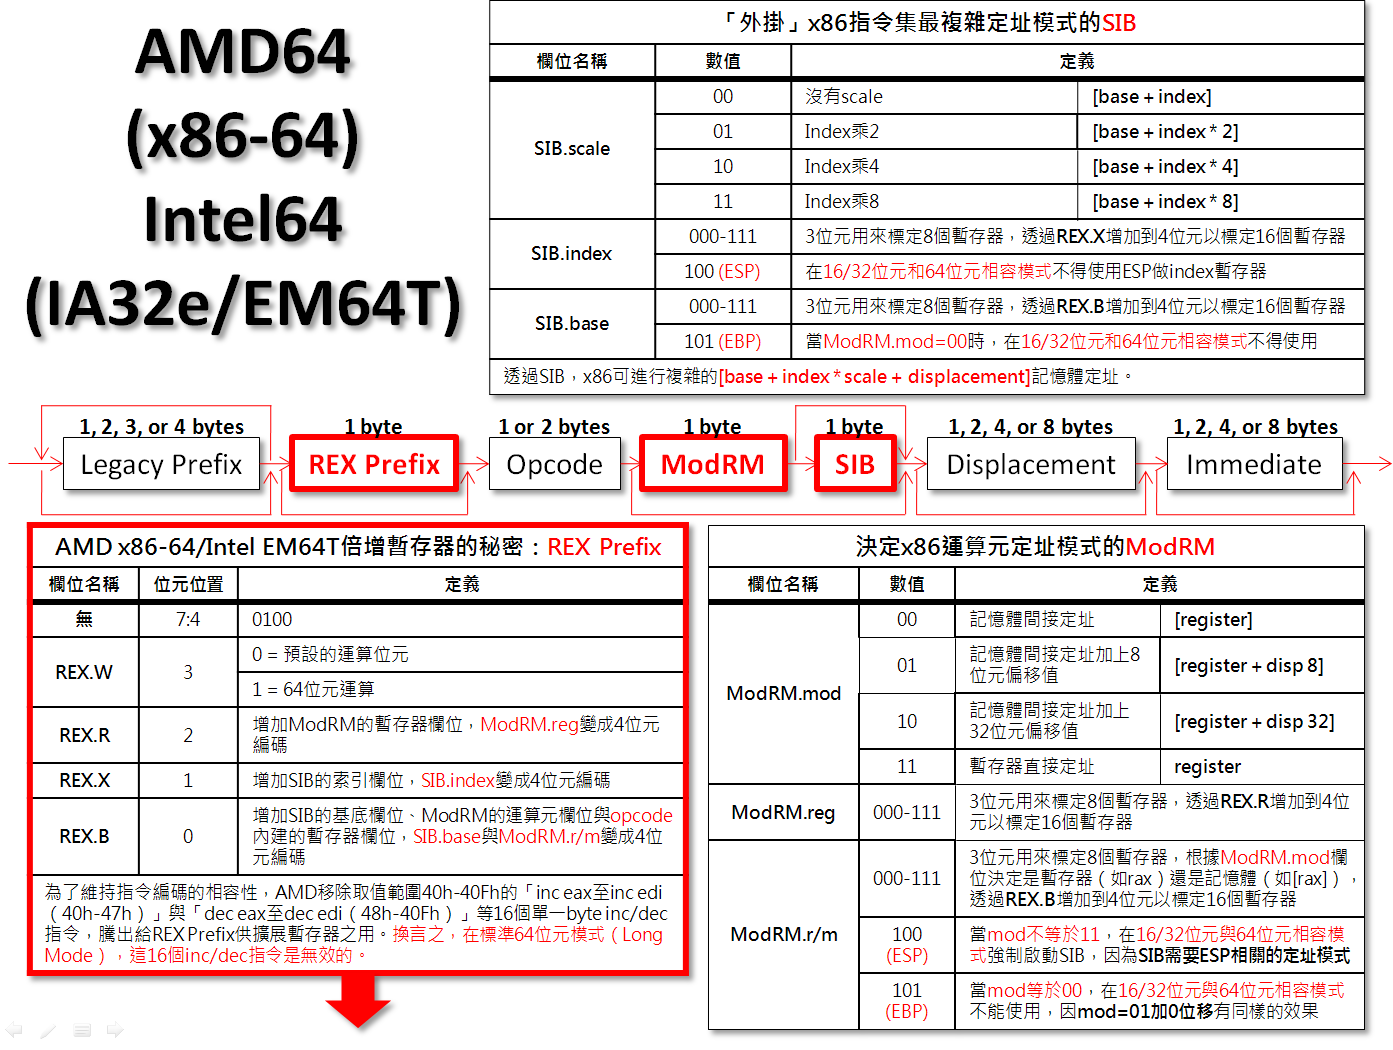 AMD64
(x86-64)
Intel64
(IA32e/EM64T)
「外掛」x86指令集最複雜定址模式的SIB
欄位名稱 數值 定義
SIB.scale
00 沒有scale [base + index]
01 Index乘2 [base + index * 2]
10 Index乘4 [base + index * 4]
11 Index乘8 [base + index * 8]
SIB.index
000-111 3位元用來標定8個暫存器，透過REX.X增加到4位元以標定16個暫存器
100 (ESP) 在16/32位元和64位元相容模式不得使用ESP做index暫存器
SIB.base
000-111 3位元用來標定8個暫存器，透過REX.B增加到4位元以標定16個暫存器
101 (EBP) 當ModRM.mod=00時，在16/32位元和64位元相容模式不得使用
透過SIB，x86可進行複雜的[base + index * scale + displacement]記憶體定址。
1, 2, 3, or 4 bytes 1 byte 1 or 2 bytes 1 byte 1 byte 1, 2, 4, or 8 bytes 1, 2, 4, or 8 bytes
Legacy Prefix REX Prefix Opcode ModRM SIB Displacement Immediate
AMD x86-64/Intel EM64T倍增暫存器的秘密：REX Prefix
欄位名稱 位元位置 定義
無 7:4 0100
REX.W 3
0 = 預設的運算位元
1 = 64位元運算
REX.R 2
增加ModRM的暫存器欄位，ModRM.reg變成4位元
編碼
REX.X 1 增加SIB的索引欄位，SIB.index變成4位元編碼
REX.B 0
增加SIB的基底欄位、ModRM的運算元欄位與opcode
內建的暫存器欄位，SIB.base與ModRM.r/m變成4位
元編碼
為了維持指令編碼的相容性，AMD移除取值範圍40h-40Fh的「inc eax至inc edi
（40h-47h）」與「dec eax至dec edi（48h-40Fh）」等16個單一byte inc/dec
指令，騰出給REX Prefix供擴展暫存器之用。換言之，在標準64位元模式（Long
Mode），這16個inc/dec指令是無效的。
決定x86運算元定址模式的ModRM
欄位名稱 數值 定義
ModRM.mod
00 記憶體間接定址 [register]
01 記憶體間接定址加上8
位元偏移值 [register + disp 8]
10 記憶體間接定址加上
32位元偏移值 [register + disp 32]
11 暫存器直接定址 register
ModRM.reg 000-111
3位元用來標定8個暫存器，透過REX.R增加到4位
元以標定16個暫存器
ModRM.r/m
000-111
3位元用來標定8個暫存器，根據ModRM.mod欄
位決定是暫存器（如rax）還是記憶體（如[rax]），
透過REX.B增加到4位元以標定16個暫存器
100
(ESP)
當mod不等於11，在16/32位元與64位元相容模
式強制啟動SIB，因為SIB需要ESP相關的定址模式
101
(EBP)
當mod等於00，在16/32位元與64位元相容模式
不能使用，因mod=01加0位移有同樣的效果